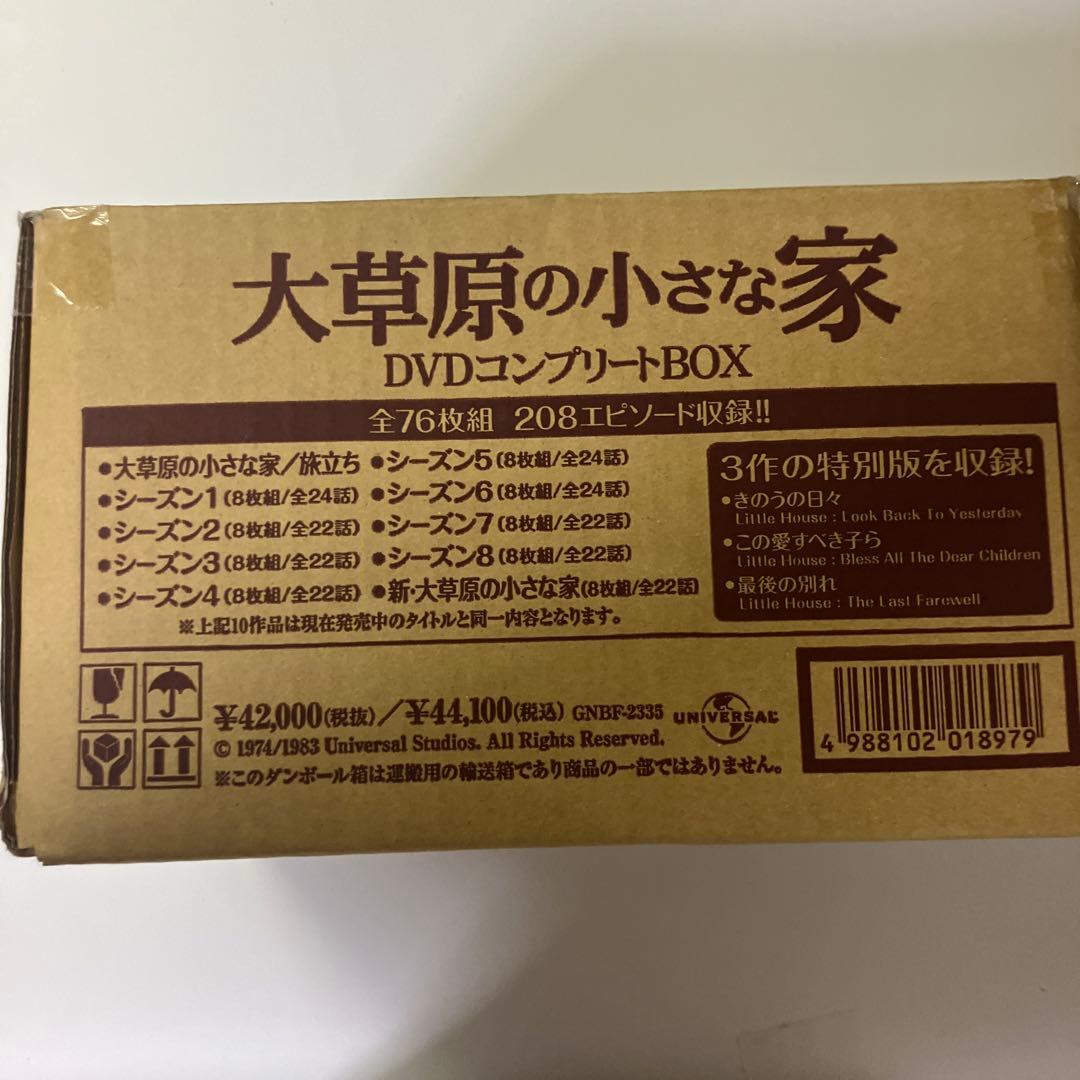 大草原の小さな家
DVDコンプリートBOX
全76枚組 208エピソード収録!!
●大草原の小さな家/旅立ち
●シーズン1(8枚組/全24話)
●シーズン2(8枚組/全22話)
●シーズン3(8枚組/全22話)
●シーズン4(8枚組/全22話)
●シーズン5(8枚組/全24話)
●シーズン6(8枚組/全24話)
●シーズン7(8枚組/全22話)
●シーズン8(8枚組/全22話)
●新・大草原の小さな家(8枚組/全22話)
※上記10作品は現在発売中のタイトルと同一内容となります。
3作の特別版を収録!
●きのうの日々
Little House : Look Back To Yesterday
●この愛すべき子ら
Little House : Bless All The Dear Children
●最後の別れ
Little House : The Last Farewell
¥42,000(税抜)/¥44,100(税込) GNBF-2335
UNIVERSAL
© 1974/1983 Universal Studios. All Rights Reserved.
※このダンボール箱は運搬用の輸送箱であり商品の一部ではありません。
4 988102 018979